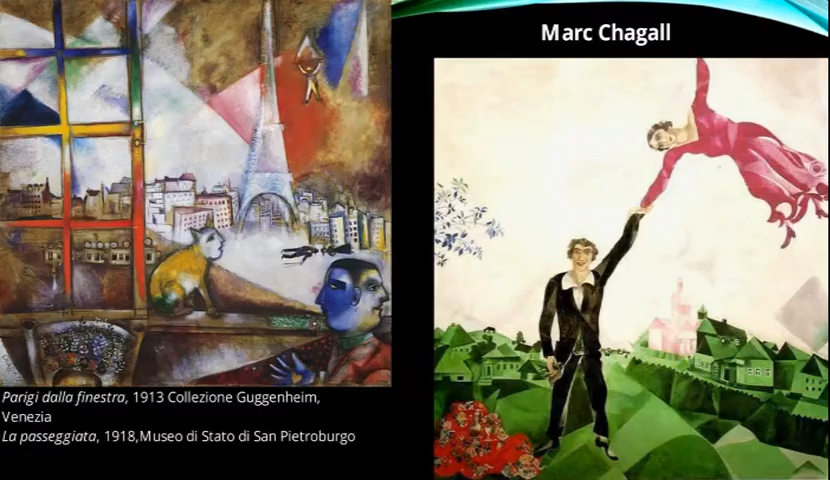 Marc Chagall
Parigi dalla finestra, 1913 Collezione Guggenheim,
Venezia
La passeggiata, 1918,Museo di Stato di San Pietroburgo